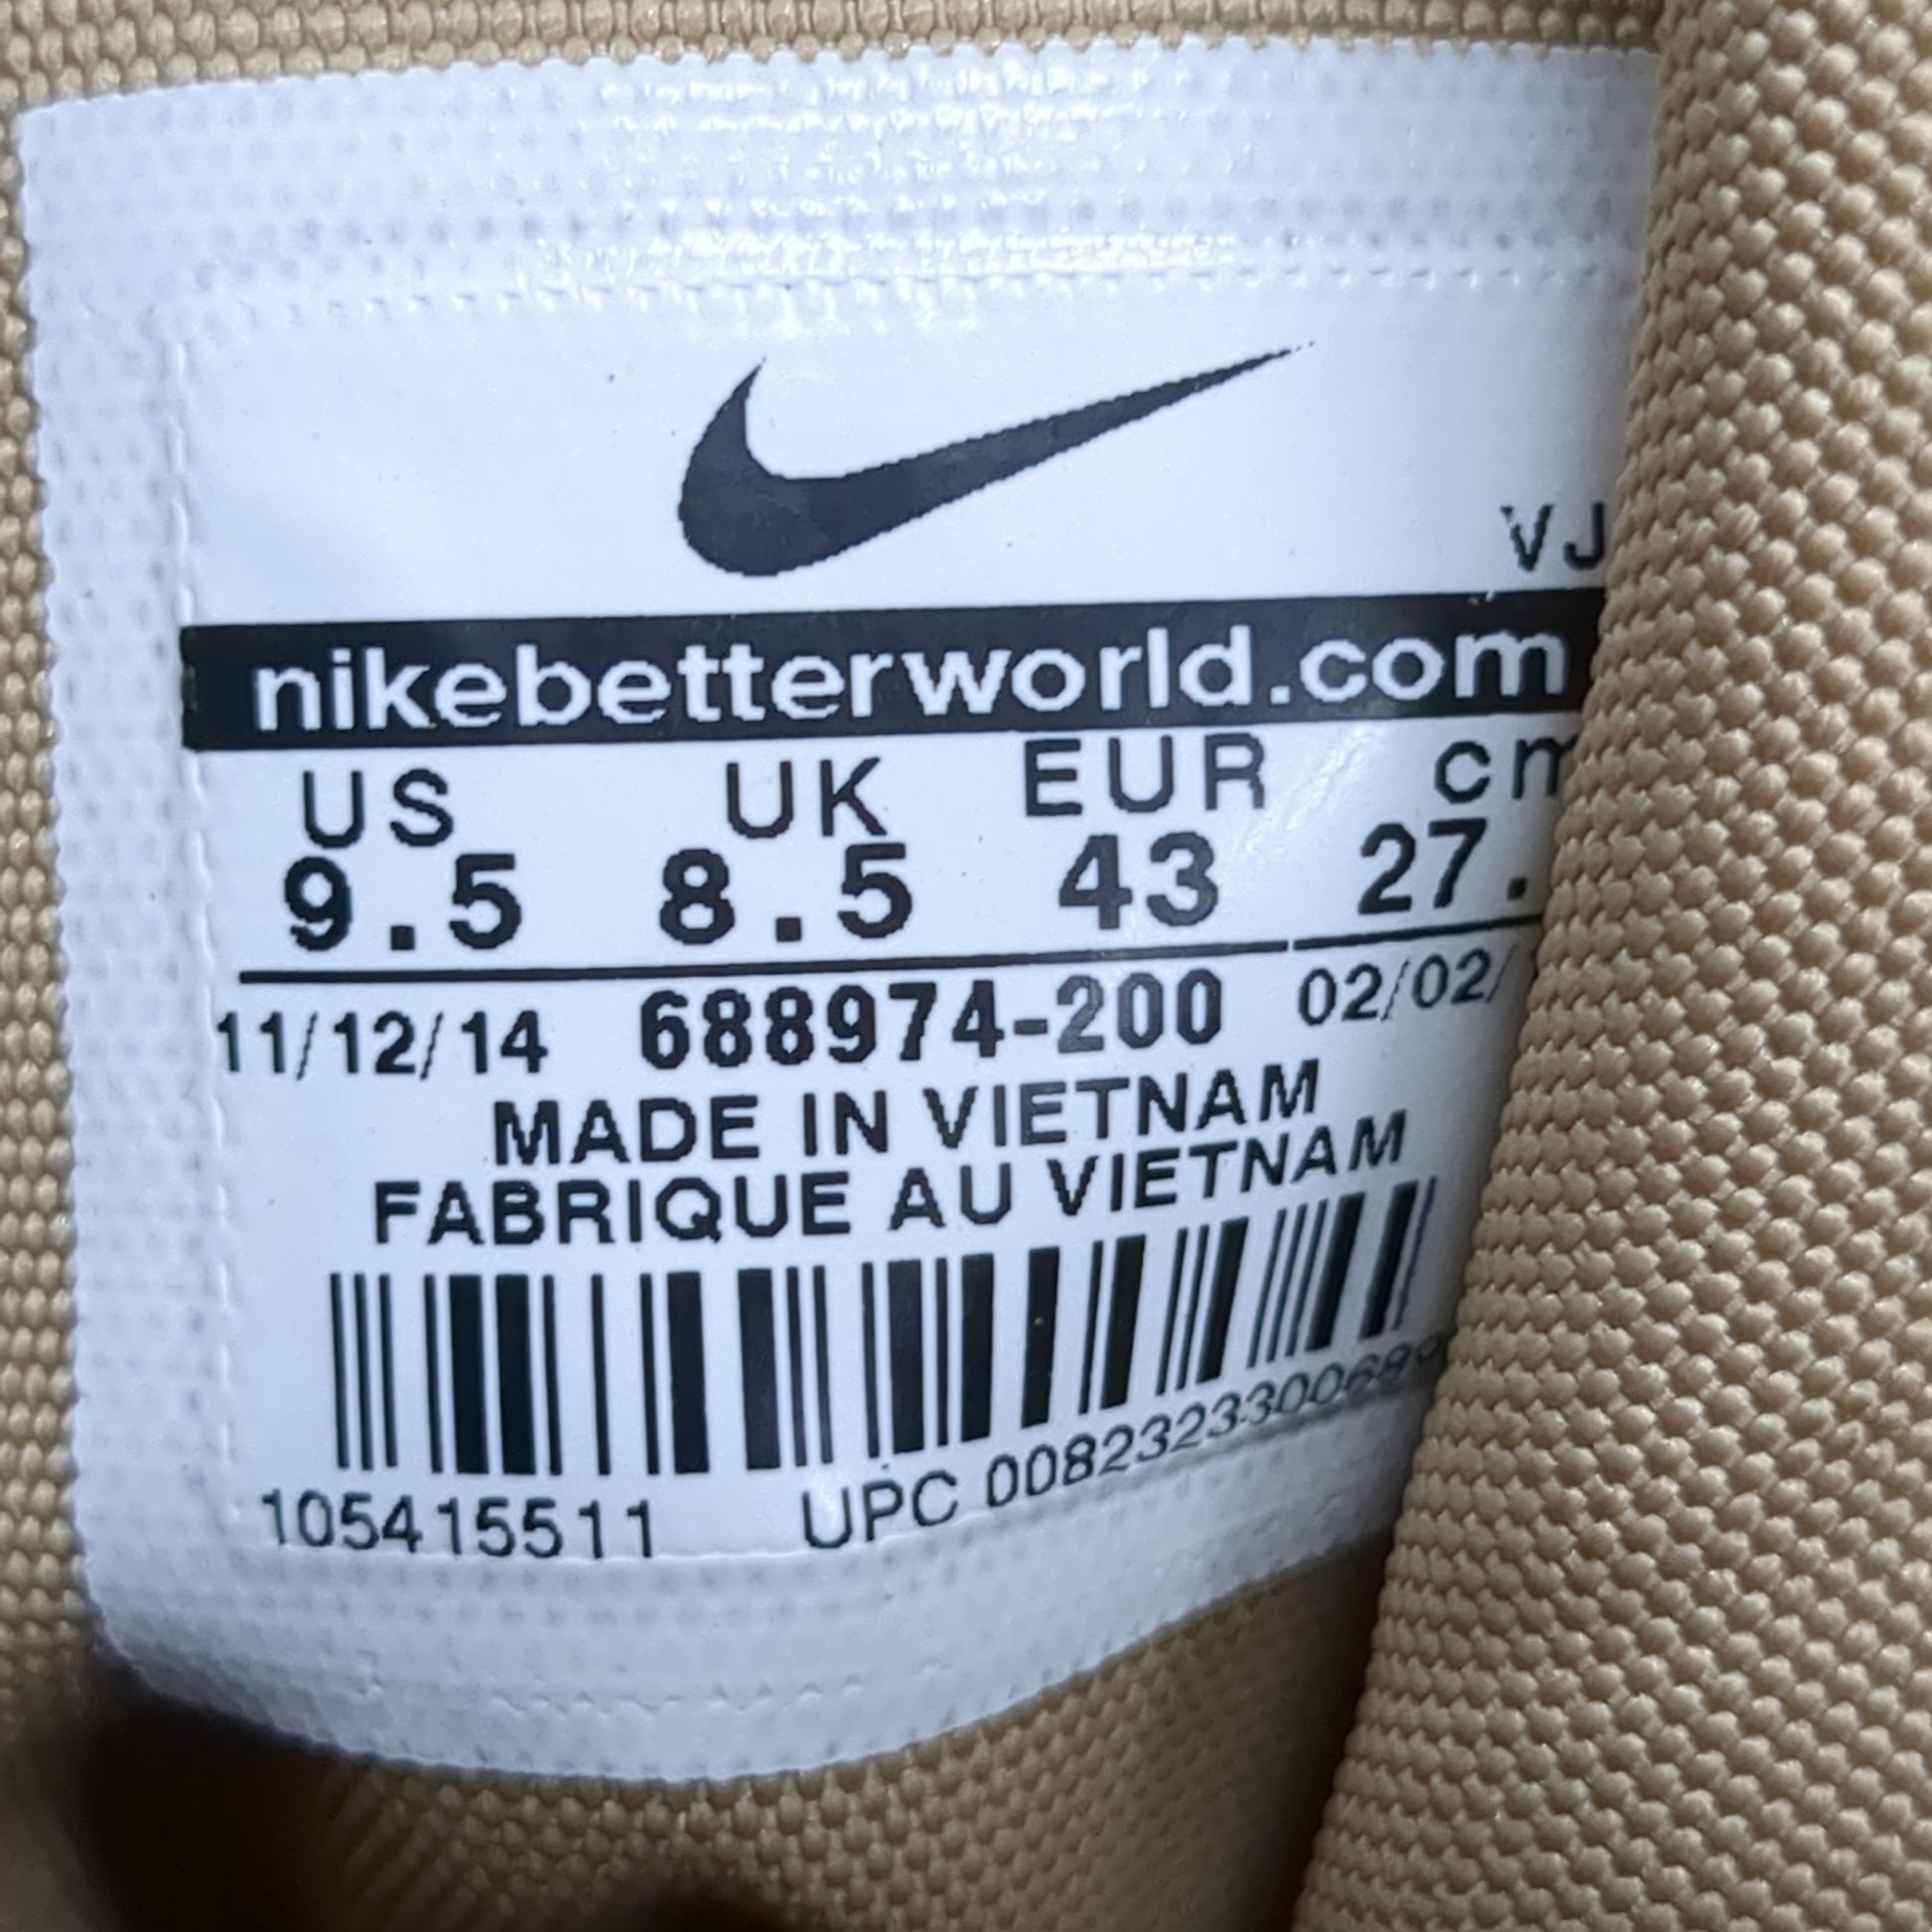 VJ
nikebetterworld.com
US UK EUR cm
9.5 8.5 43 27.
11/12/14 688974-200 02/02/
MADE IN VIETNAM
FABRIQUE AU VIETNAM
105415511 UPC 00823233006